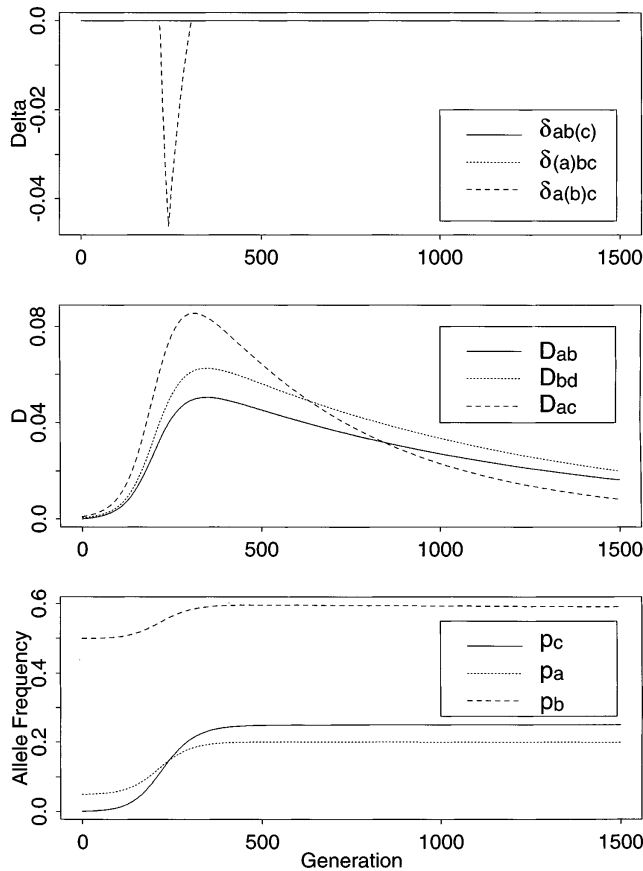 0.0
-0.02
-0.04
Delta
δab(c)
δ(a)bc
δa(b)c
0 500 1000 1500
0.08
0.04
0.0
D
Dab
Dbd
Dac
0 500 1000 1500
0.6
0.4
0.2
0.0
Allele Frequency
pc
pa
pb
0 500 1000 1500
Generation